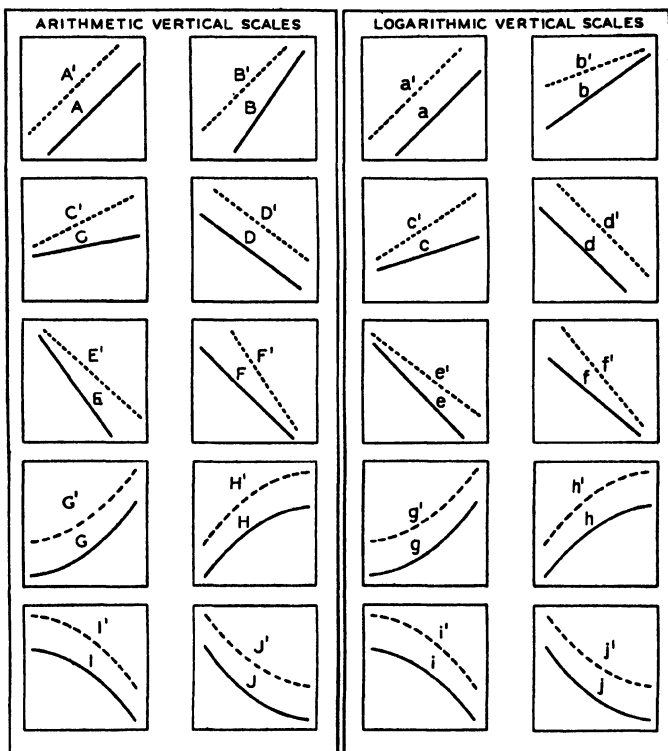 ARITHMETIC VERTICAL SCALES
A'
A
B'
B
C'
C
D'
D
E'
E
F'
F
G'
G
H'
H
I'
I
J'
J
LOGARITHMIC VERTICAL SCALES
a'
a
b'
b
c'
c
d'
d
e'
e
f'
f
g'
g
h'
h
i'
i
j'
j